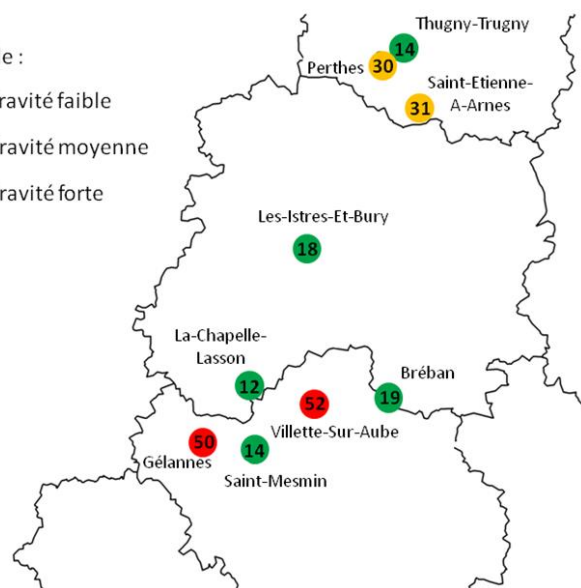 e :
ravité faible
ravité moyenne
ravité forte
Thugny-Trugny
14
Perthes
30
Saint-Etienne-
A-Arnes
31
Les-Istres-Et-Bury
18
La-Chapelle-
Lasson
12
Bréban
19
52
Villette-Sur-Aube
50
Gélannes
14
Saint-Mesmin